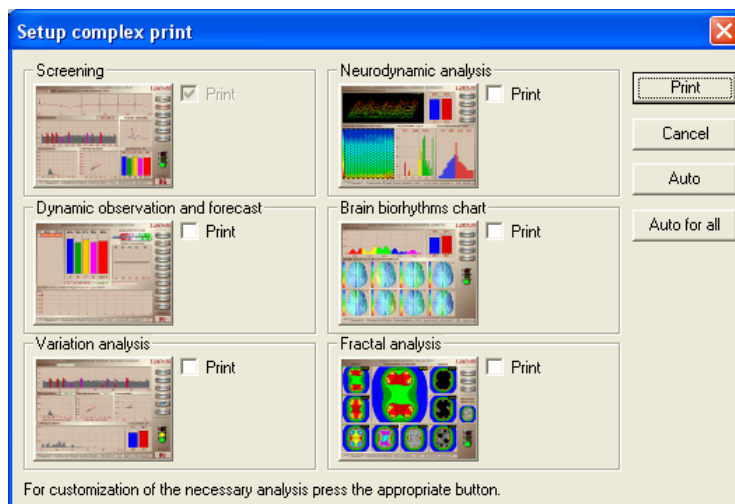 Setup complex print
Screening
Print
Neurodynamic analysis
Print
Print
Cancel
Auto
Auto for all
Dynamic observation and forecast
Print
Brain biorhythms chart
Print
Variation analysis
Print
Fractal analysis
Print
For customization of the necessary analysis press the appropriate button.